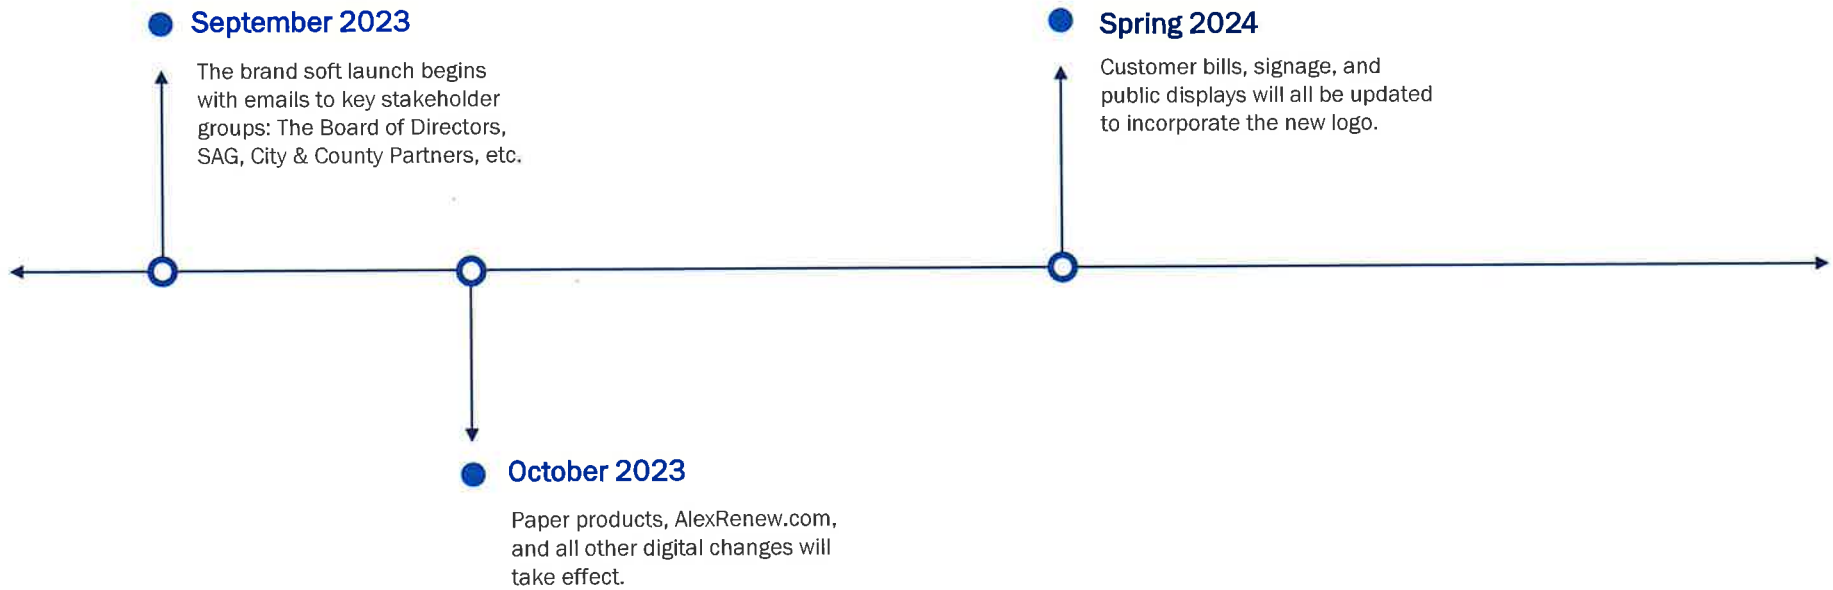 September 2023
The brand soft launch begins
with emails to key stakeholder
groups: The Board of Directors,
SAG, City & County Partners, etc.
Spring 2024
Customer bills, signage, and
public displays will all be updated
to incorporate the new logo.
October 2023
Paper products, AlexRenew.com,
and all other digital changes will
take effect.